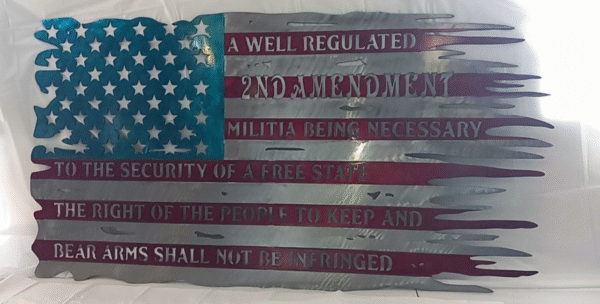 A WELL REGULATED
2ND AMENDMENT
MILITIA BEING NECESSARY
TO THE SECURITY OF A FREE STATE
THE RIGHT OF THE PEOPLE TO KEEP AND
BEAR ARMS SHALL NOT BE INFRINGED